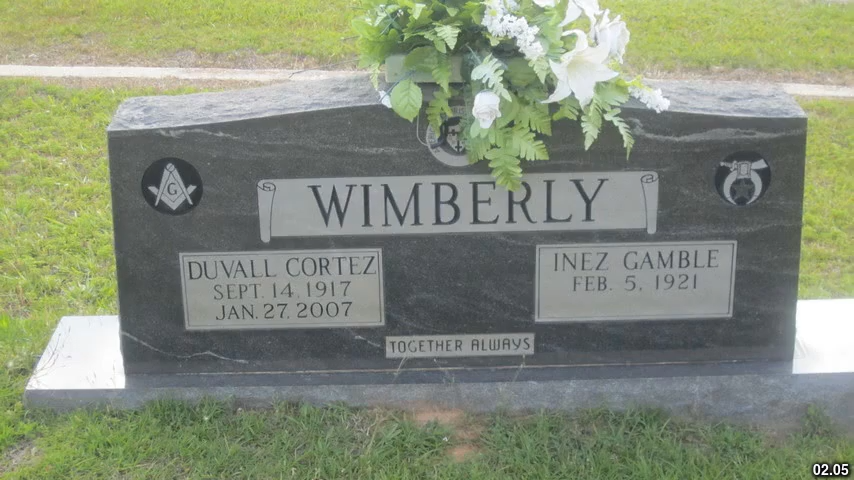 G
WIMBERLY
DUVALL CORTEZ
SEPT. 14, 1917
JAN. 27, 2007
INEZ GAMBLE
FEB. 5, 1921
TOGETHER ALWAYS
02.05